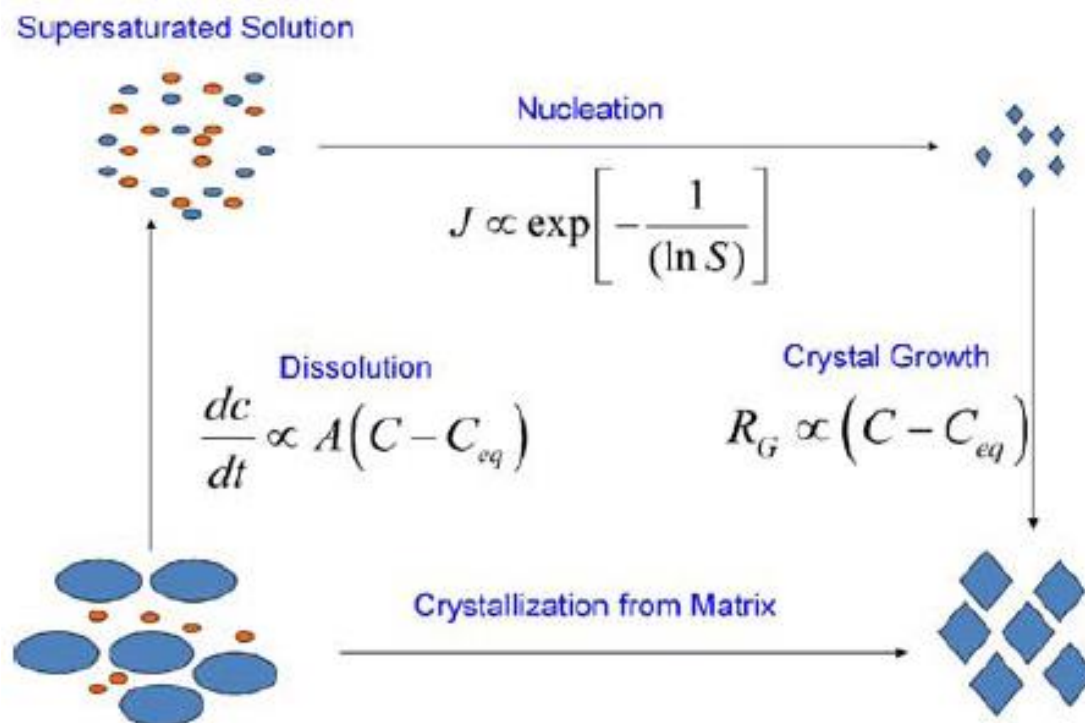 Supersaturated Solution
Nucleation
J ∝ exp[ - 1 / (ln S) ]
Dissolution
dc / dt ∝ A(C - C_eq)
Crystal Growth
R_G ∝ (C - C_eq)
Crystallization from Matrix